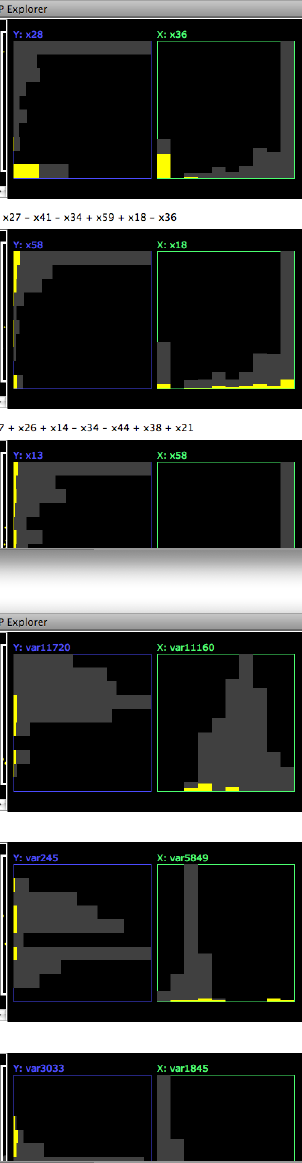 P Explorer
Y: x28 X: x36
x27 – x41 – x34 + x59 + x18 – x36
Y: x58 X: x18
7 + x26 + x14 – x34 – x44 + x38 + x21
Y: x13 X: x58
P Explorer
Y: var11720 X: var11160
Y: var245 X: var5849
Y: var3033 X: var1845